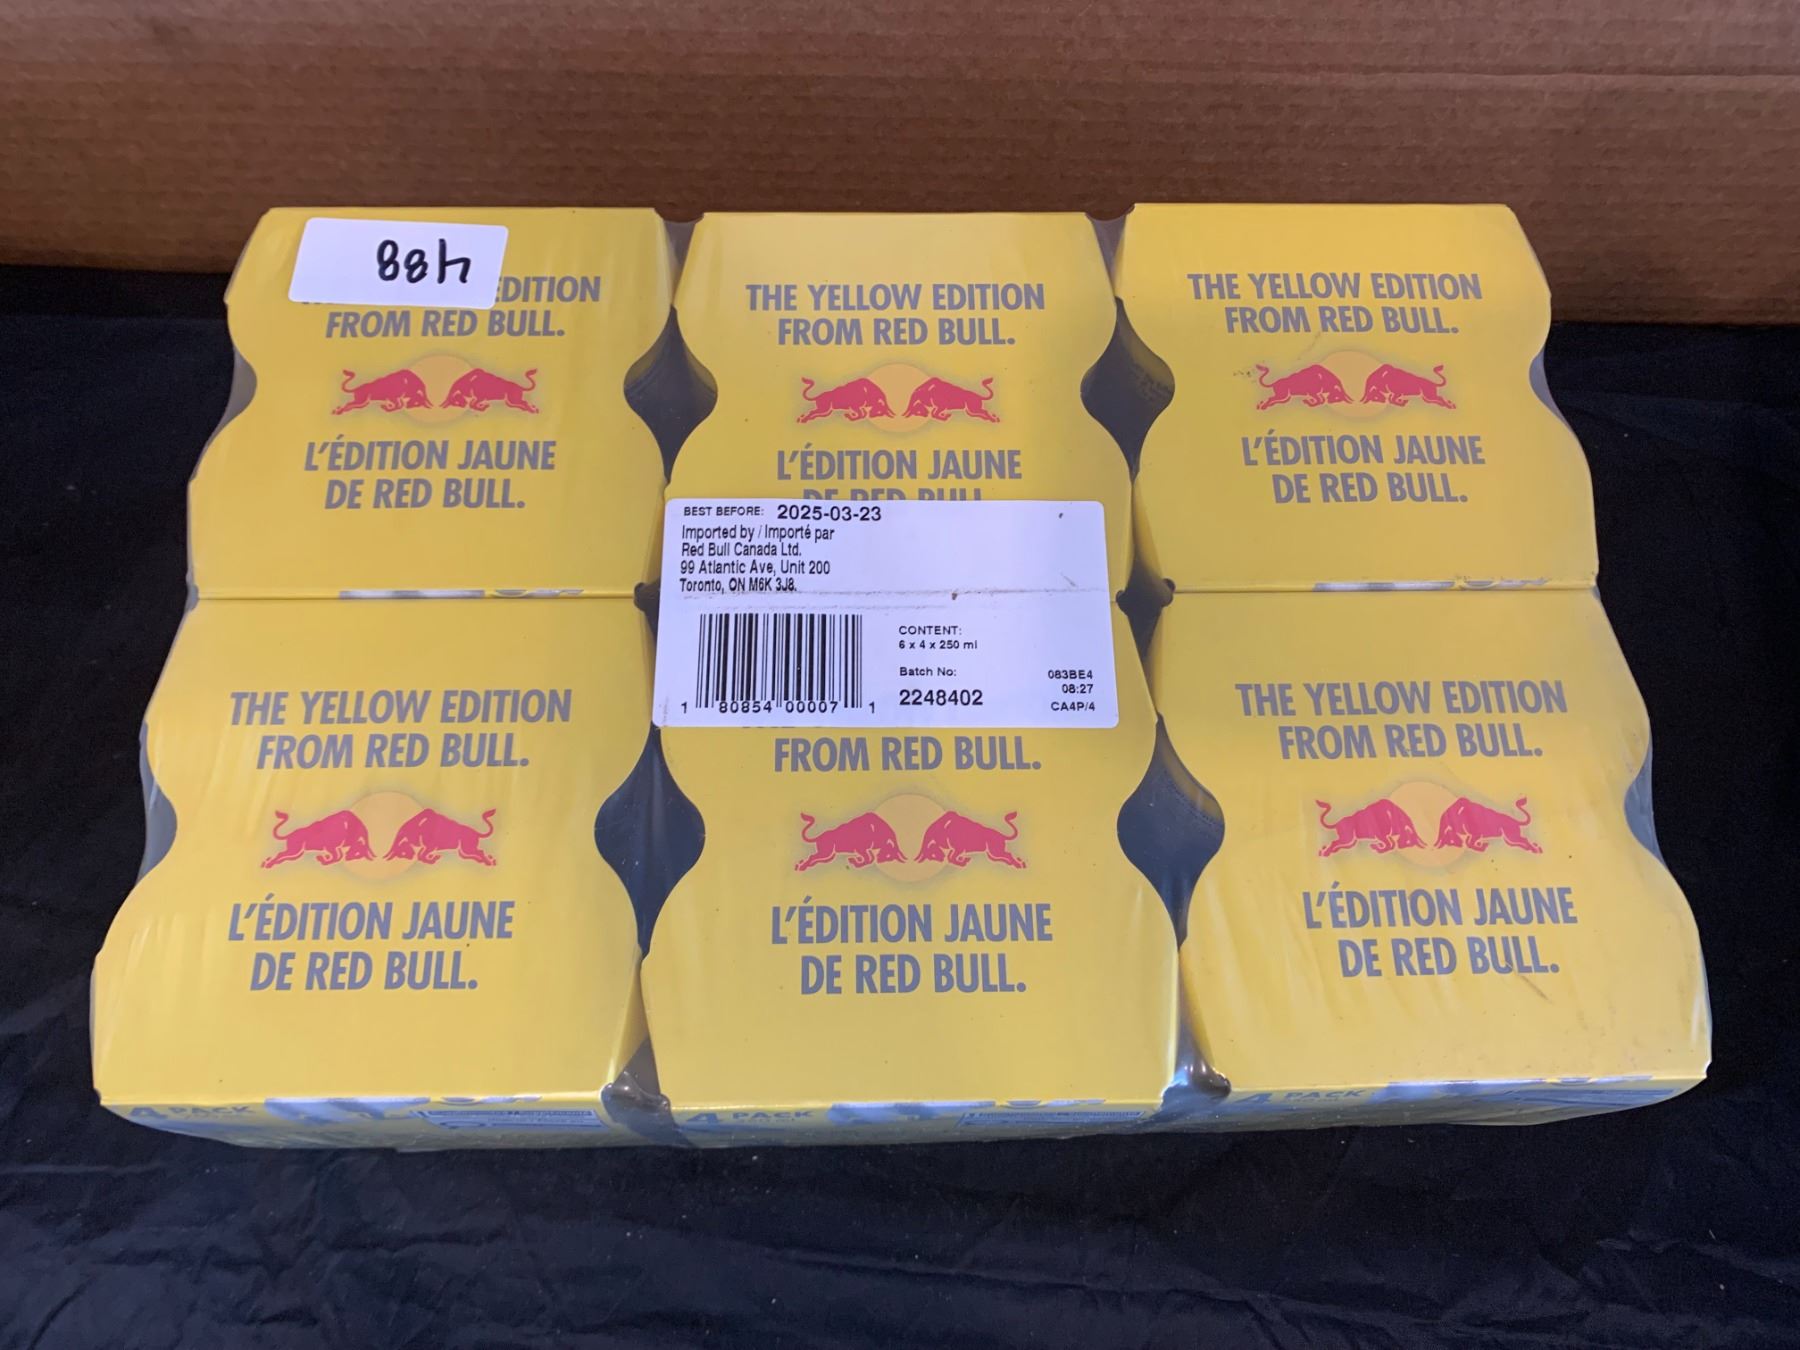 488
EDITION
FROM RED BULL.
L'ÉDITION JAUNE
DE RED BULL.
THE YELLOW EDITION
FROM RED BULL.
L'ÉDITION JAUNE
DE RED BULL.
THE YELLOW EDITION
FROM RED BULL.
L'ÉDITION JAUNE
DE RED BULL.
BEST BEFORE: 2025-03-23
Imported by / Importé par
Red Bull Canada Ltd.
99 Atlantic Ave, Unit 200
Toronto, ON M6K 3J8.
CONTENT:
6 x 4 x 250 ml
Batch No:
2248402
083BE4
08:27
CA4P/4
1 80854 00007 1
THE YELLOW EDITION
FROM RED BULL.
L'ÉDITION JAUNE
DE RED BULL.
FROM RED BULL.
L'ÉDITION JAUNE
DE RED BULL.
THE YELLOW EDITION
FROM RED BULL.
L'ÉDITION JAUNE
DE RED BULL.
4 PACK
4 PACK
4 PACK